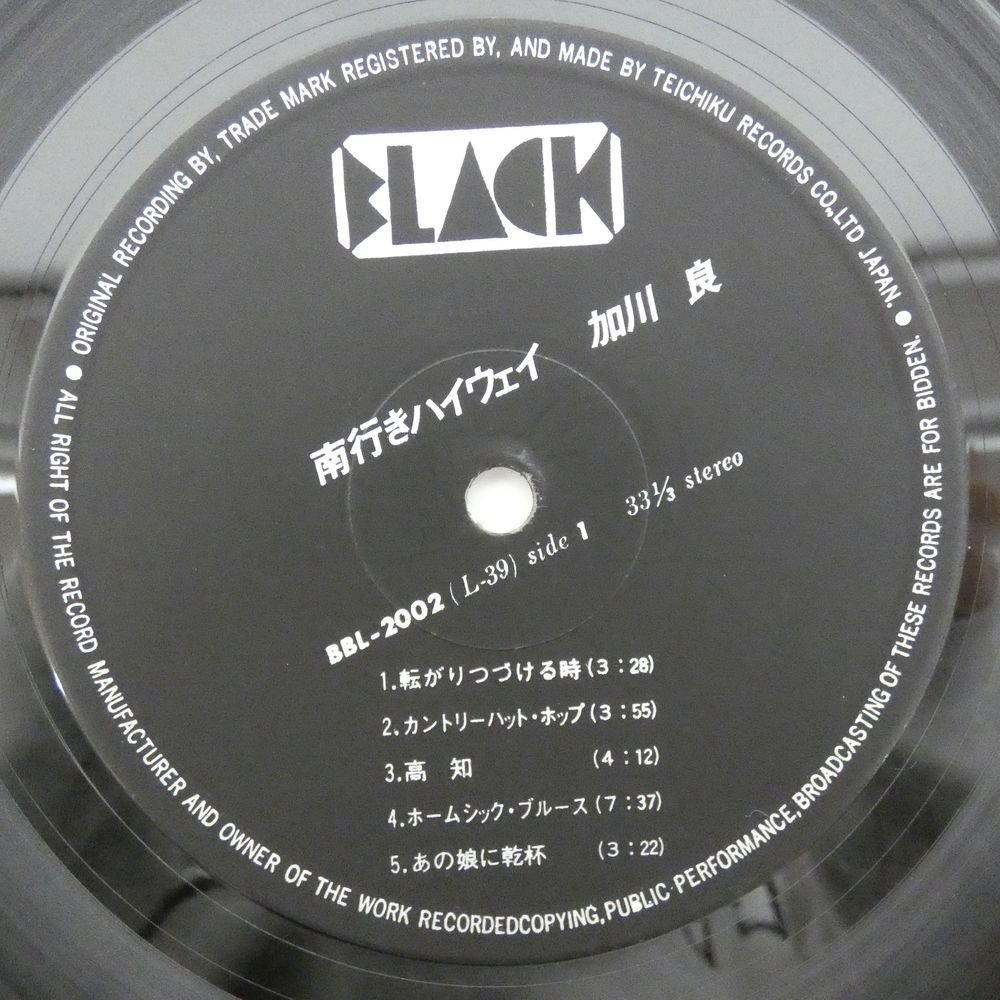 ● ORIGINAL RECORDING BY, TRADE MARK REGISTERED BY, AND MADE BY TEICHIKU RECORDS CO.,LTD JAPAN. ●
BLACK
南行きハイウェイ 加川 良
BBL-2002 (L-39) side 1 33⅓ stereo
1.転がりつづける時(3:28)
2.カントリーハット・ホップ(3:55)
3.高 知 (4:12)
4.ホームシック・ブルース(7:37)
5.あの娘に乾杯 (3:22)
ALL RIGHT OF THE RECORD MANUFACTURER AND OWNER OF THE WORK RECORDEDCOPYING,PUBLIC PERFORMANCE,BROADCASTING OF THESE RECORDS ARE FOR BIDDEN.